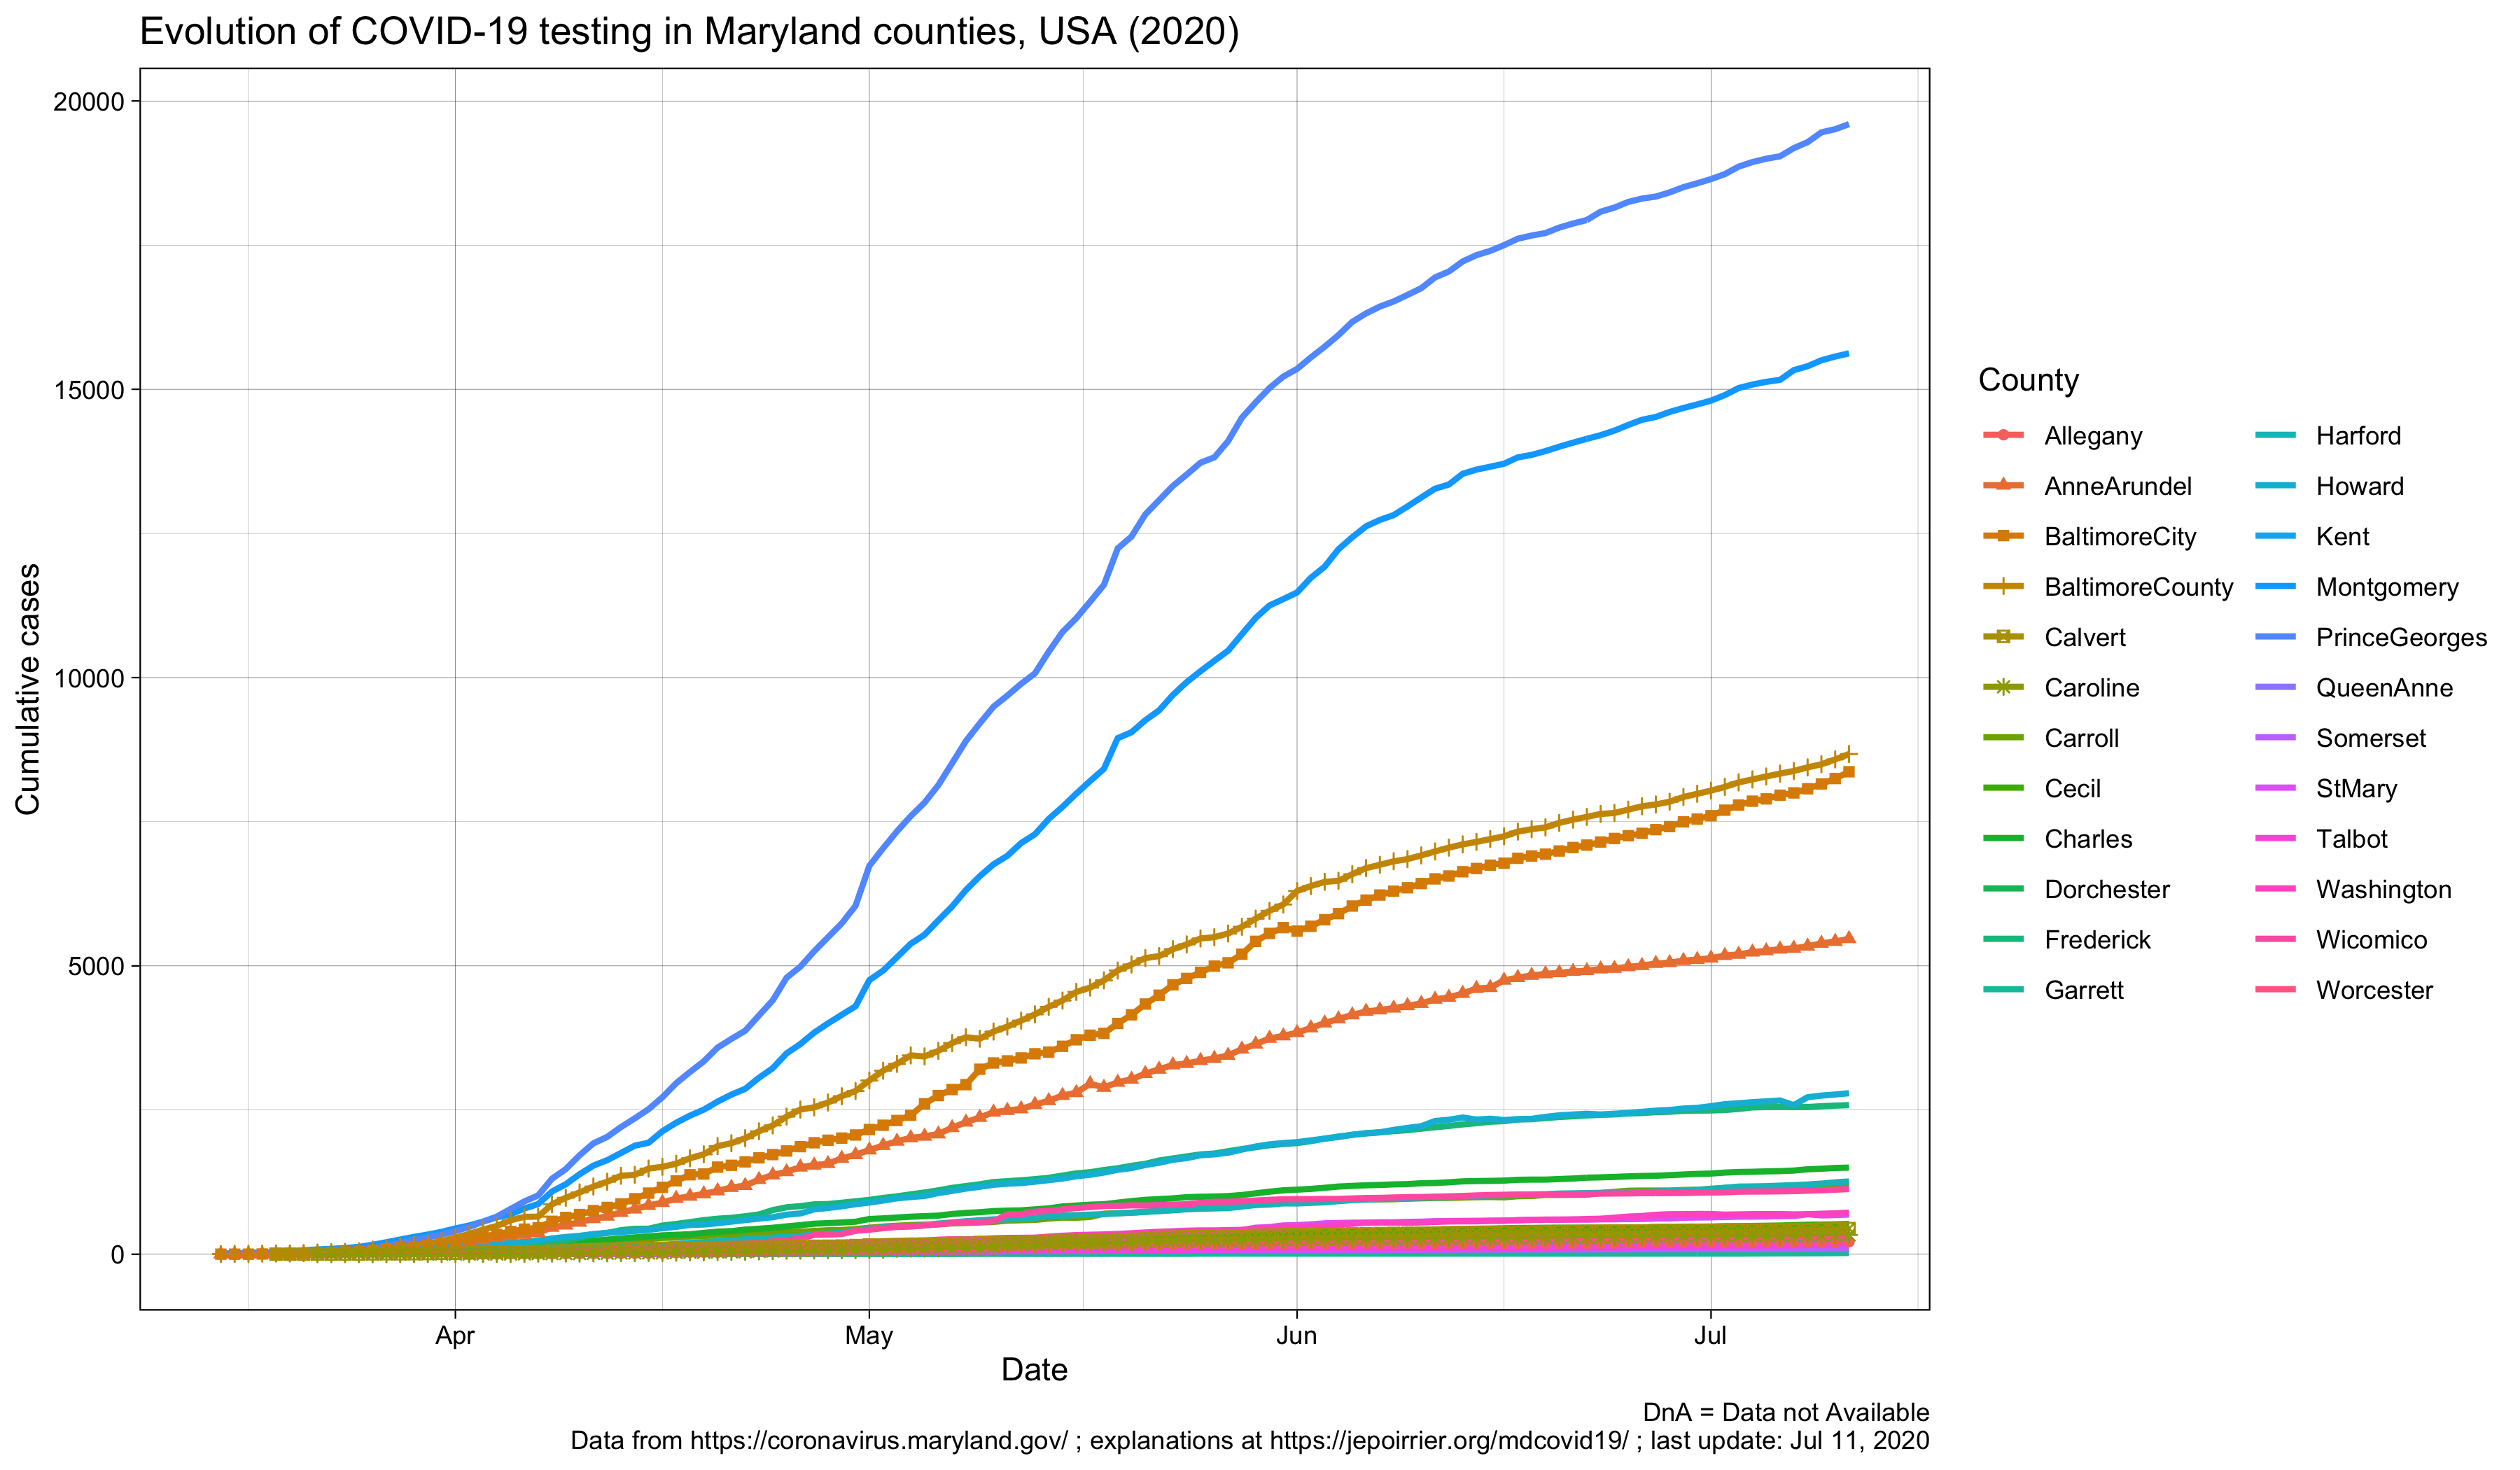 Evolution of COVID-19 testing in Maryland counties, USA (2020)
20000
15000
10000
5000
0
Cumulative cases
Apr
May
Jun
Jul
Date
County
Allegany
AnneArundel
BaltimoreCity
BaltimoreCounty
Calvert
Caroline
Carroll
Cecil
Charles
Dorchester
Frederick
Garrett
Harford
Howard
Kent
Montgomery
PrinceGeorges
QueenAnne
Somerset
StMary
Talbot
Washington
Wicomico
Worcester
DnA = Data not Available
Data from https://coronavirus.maryland.gov/ ; explanations at https://jepoirrier.org/mdcovid19/ ; last update: Jul 11, 2020